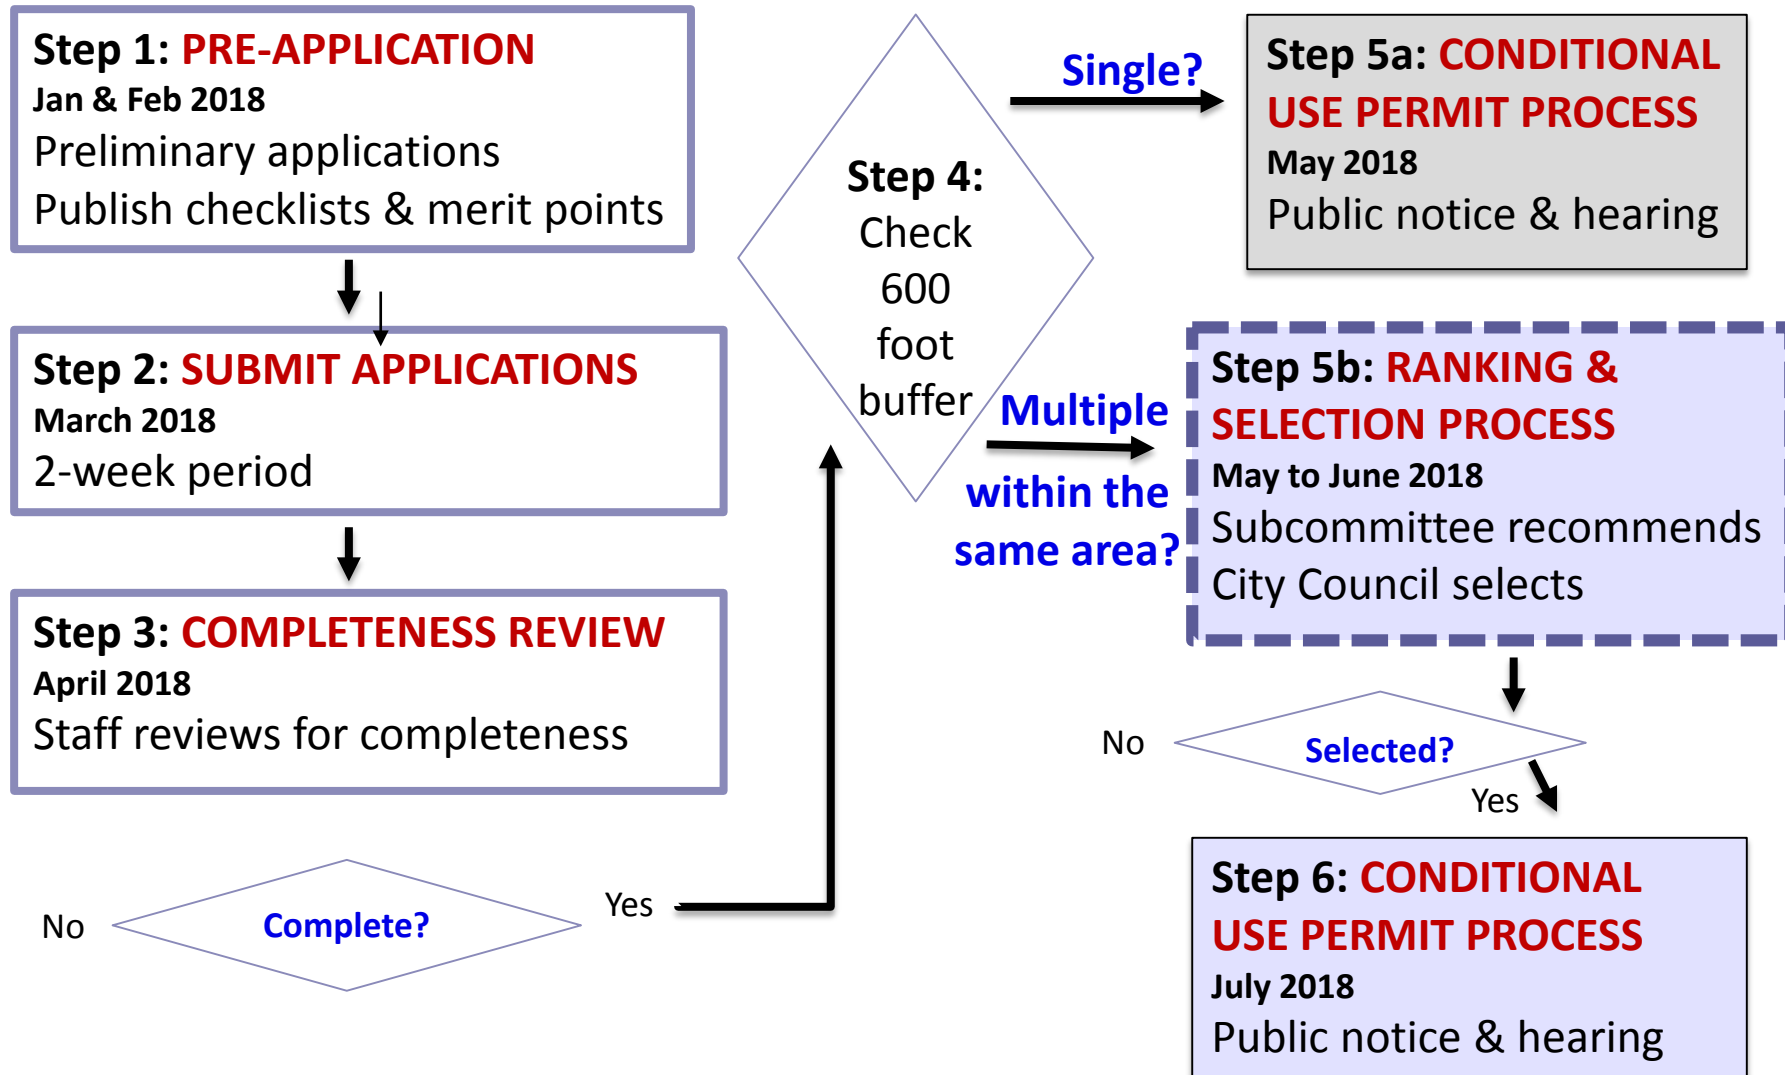 Step 1: PRE-APPLICATION
Jan & Feb 2018
Preliminary applications
Publish checklists & merit points
Step 2: SUBMIT APPLICATIONS
March 2018
2-week period
Step 3: COMPLETENESS REVIEW
April 2018
Staff reviews for completeness
No
Complete?
Yes
Step 4:
Check
600
foot
buffer
Single?
Step 5a: CONDITIONAL
USE PERMIT PROCESS
May 2018
Public notice & hearing
Multiple
within the
same area?
Step 5b: RANKING &
SELECTION PROCESS
May to June 2018
Subcommittee recommends
City Council selects
No
Selected?
Yes
Step 6: CONDITIONAL
USE PERMIT PROCESS
July 2018
Public notice & hearing